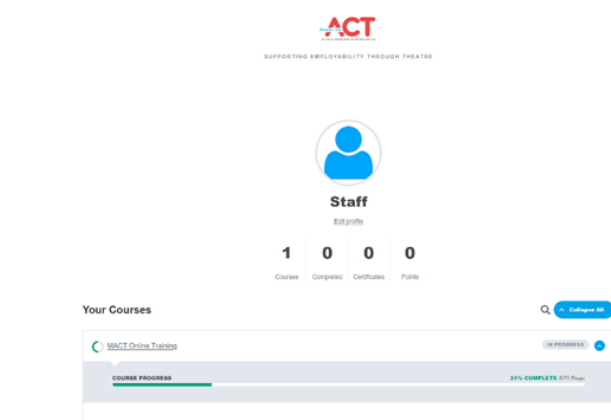 ACT
SUPPORTING EMPLOYABILITY THROUGH THEATRE
Staff
Edit profile
1 0 0 0
Courses Completed Certificates Points
Your Courses
Collapse All
MACT Online Training
IN PROGRESS
COURSE PROGRESS
21% COMPLETE